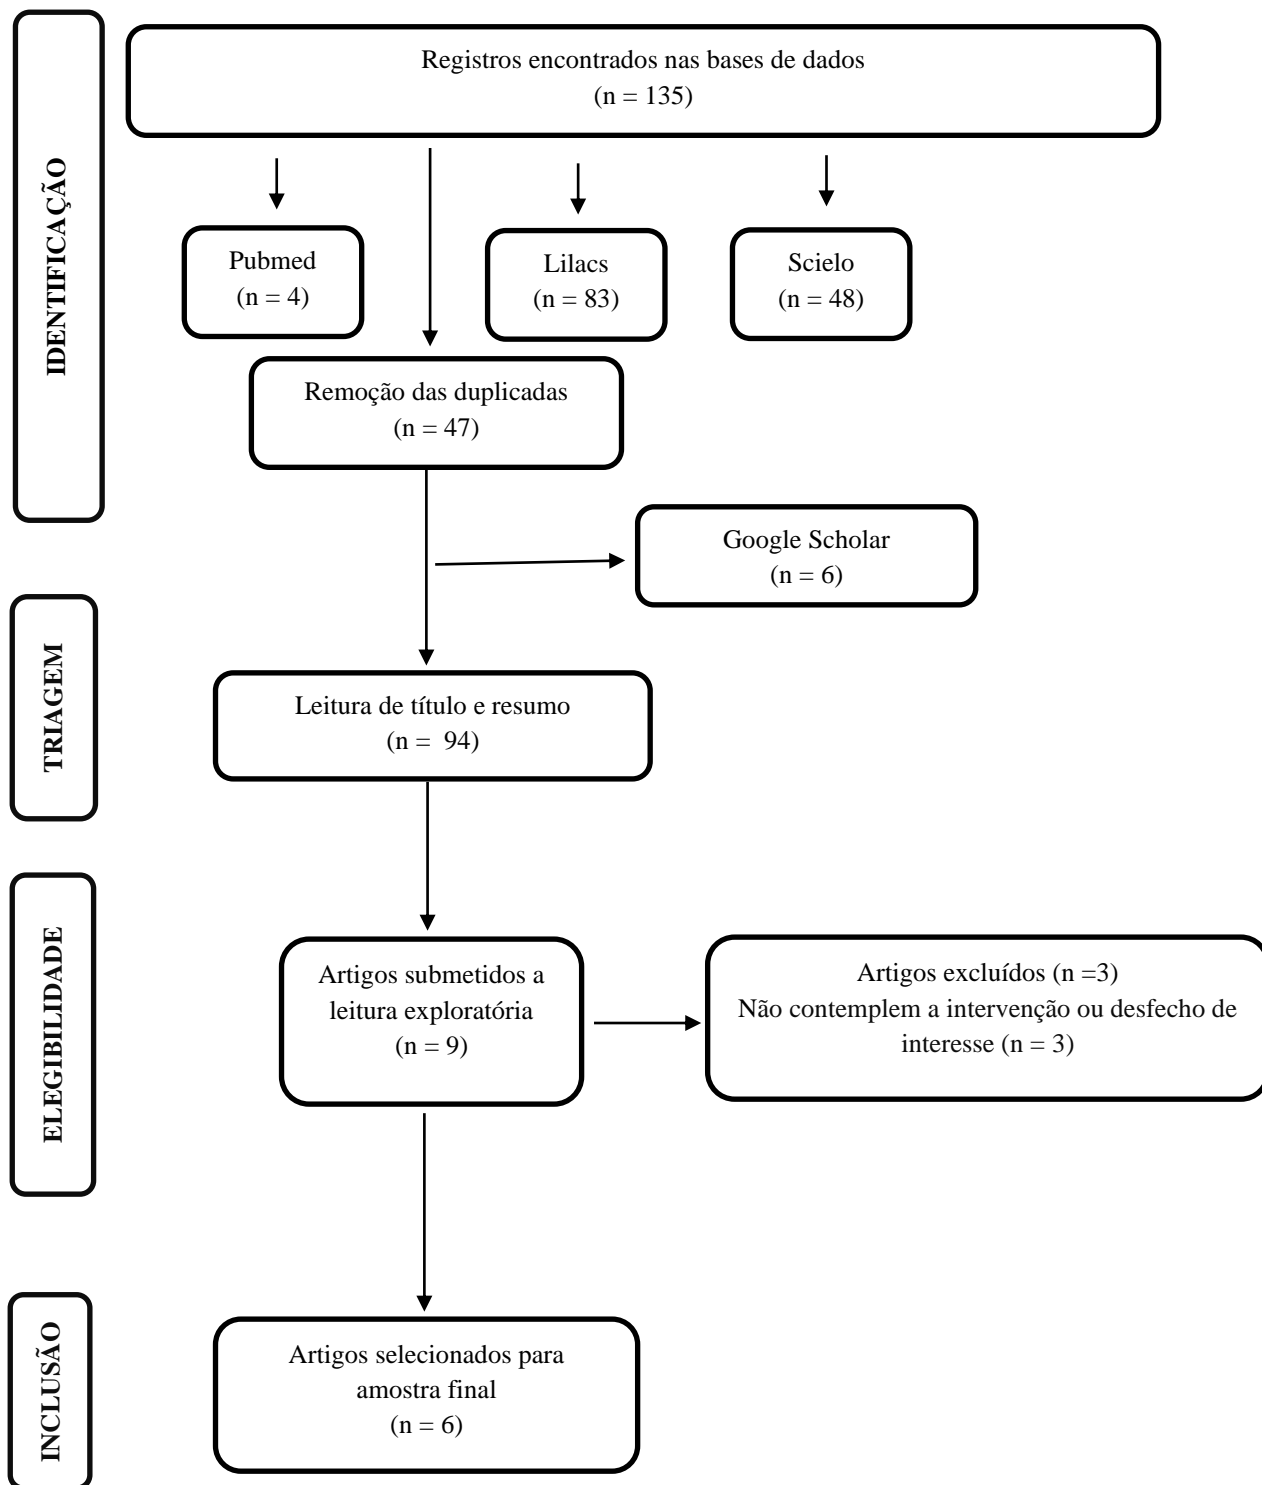 IDENTIFICAÇÃO
Registros encontrados nas bases de dados
(n = 135)
Pubmed
(n = 4)
Lilacs
(n = 83)
Scielo
(n = 48)
Remoção das duplicadas
(n = 47)
Google Scholar
(n = 6)
TRIAGEM
Leitura de título e resumo
(n =  94)
ELEGIBILIDADE
Artigos submetidos a
leitura exploratória
(n = 9)
Artigos excluídos (n =3)
Não contemplem a intervenção ou desfecho de
interesse (n = 3)
INCLUSÃO
Artigos selecionados para
amostra final
(n = 6)